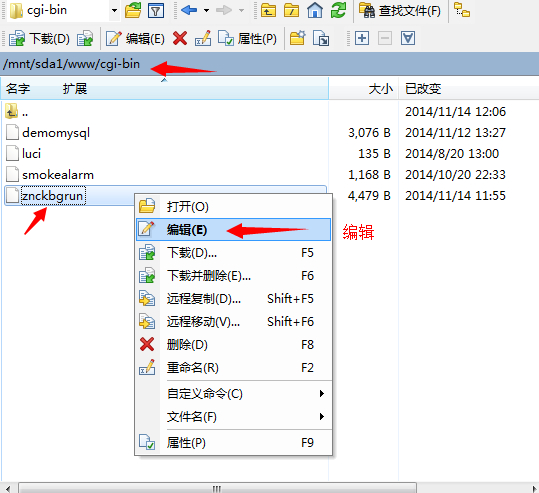 cgi-bin 查找文件(F)
下载(D) 编辑(E) 属性(P)
/mnt/sda1/www/cgi-bin
名字 扩展 大小 已改变
.. 2014/11/14 12:06
demomysql 3,076 B 2014/11/12 13:27
luci 135 B 2014/8/20 13:00
smokealarm 1,168 B 2014/10/20 22:33
znckbgrun 4,479 B 2014/11/14 11:55
打开(O)
编辑(E) 编辑
下载(D)... F5
下载并删除(E)... F6
远程复制(D)... Shift+F5
远程移动(V)... Shift+F6
删除(D) F8
重命名(R) F2
自定义命令(C)
文件名(F)
属性(P) F9